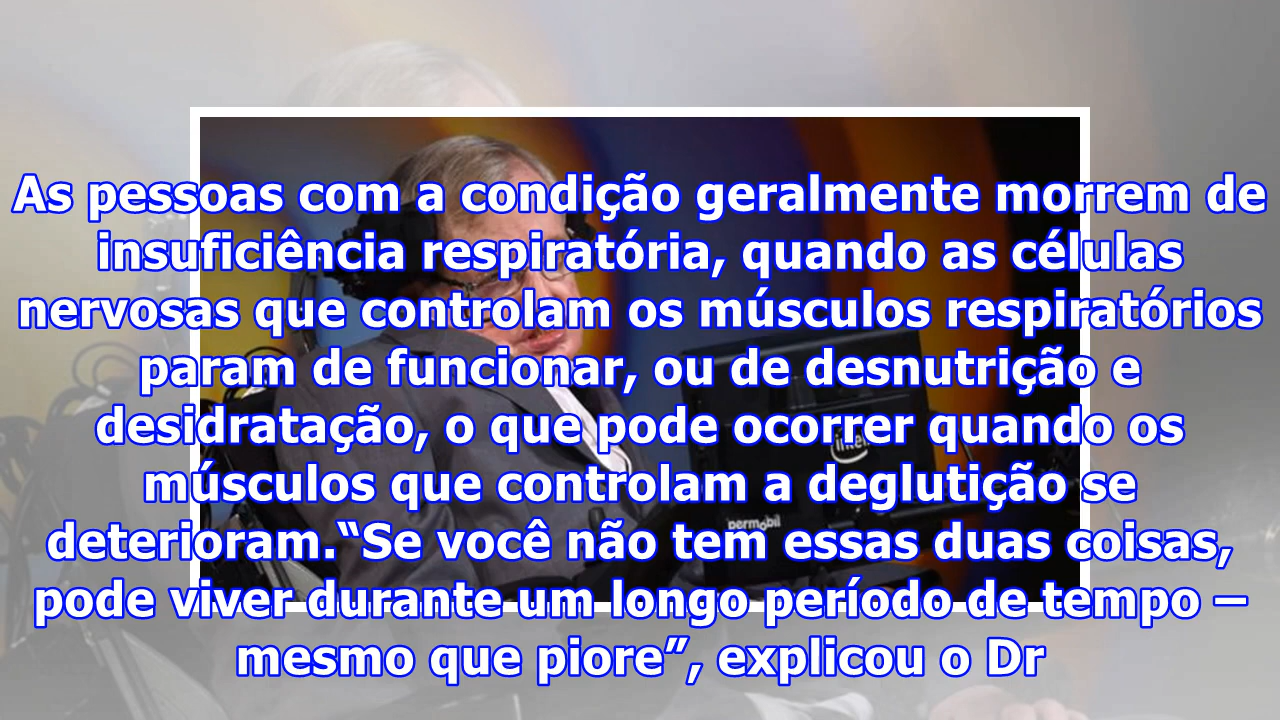 As pessoas com a condição geralmente morrem de
insuficiência respiratória, quando as células
nervosas que controlam os músculos respiratórios
param de funcionar, ou de desnutrição e
desidratação, o que pode ocorrer quando os
músculos que controlam a deglutição se
deterioram.“Se você não tem essas duas coisas,
pode viver durante um longo período de tempo –
mesmo que piore”, explicou o Dr
intel
permobil